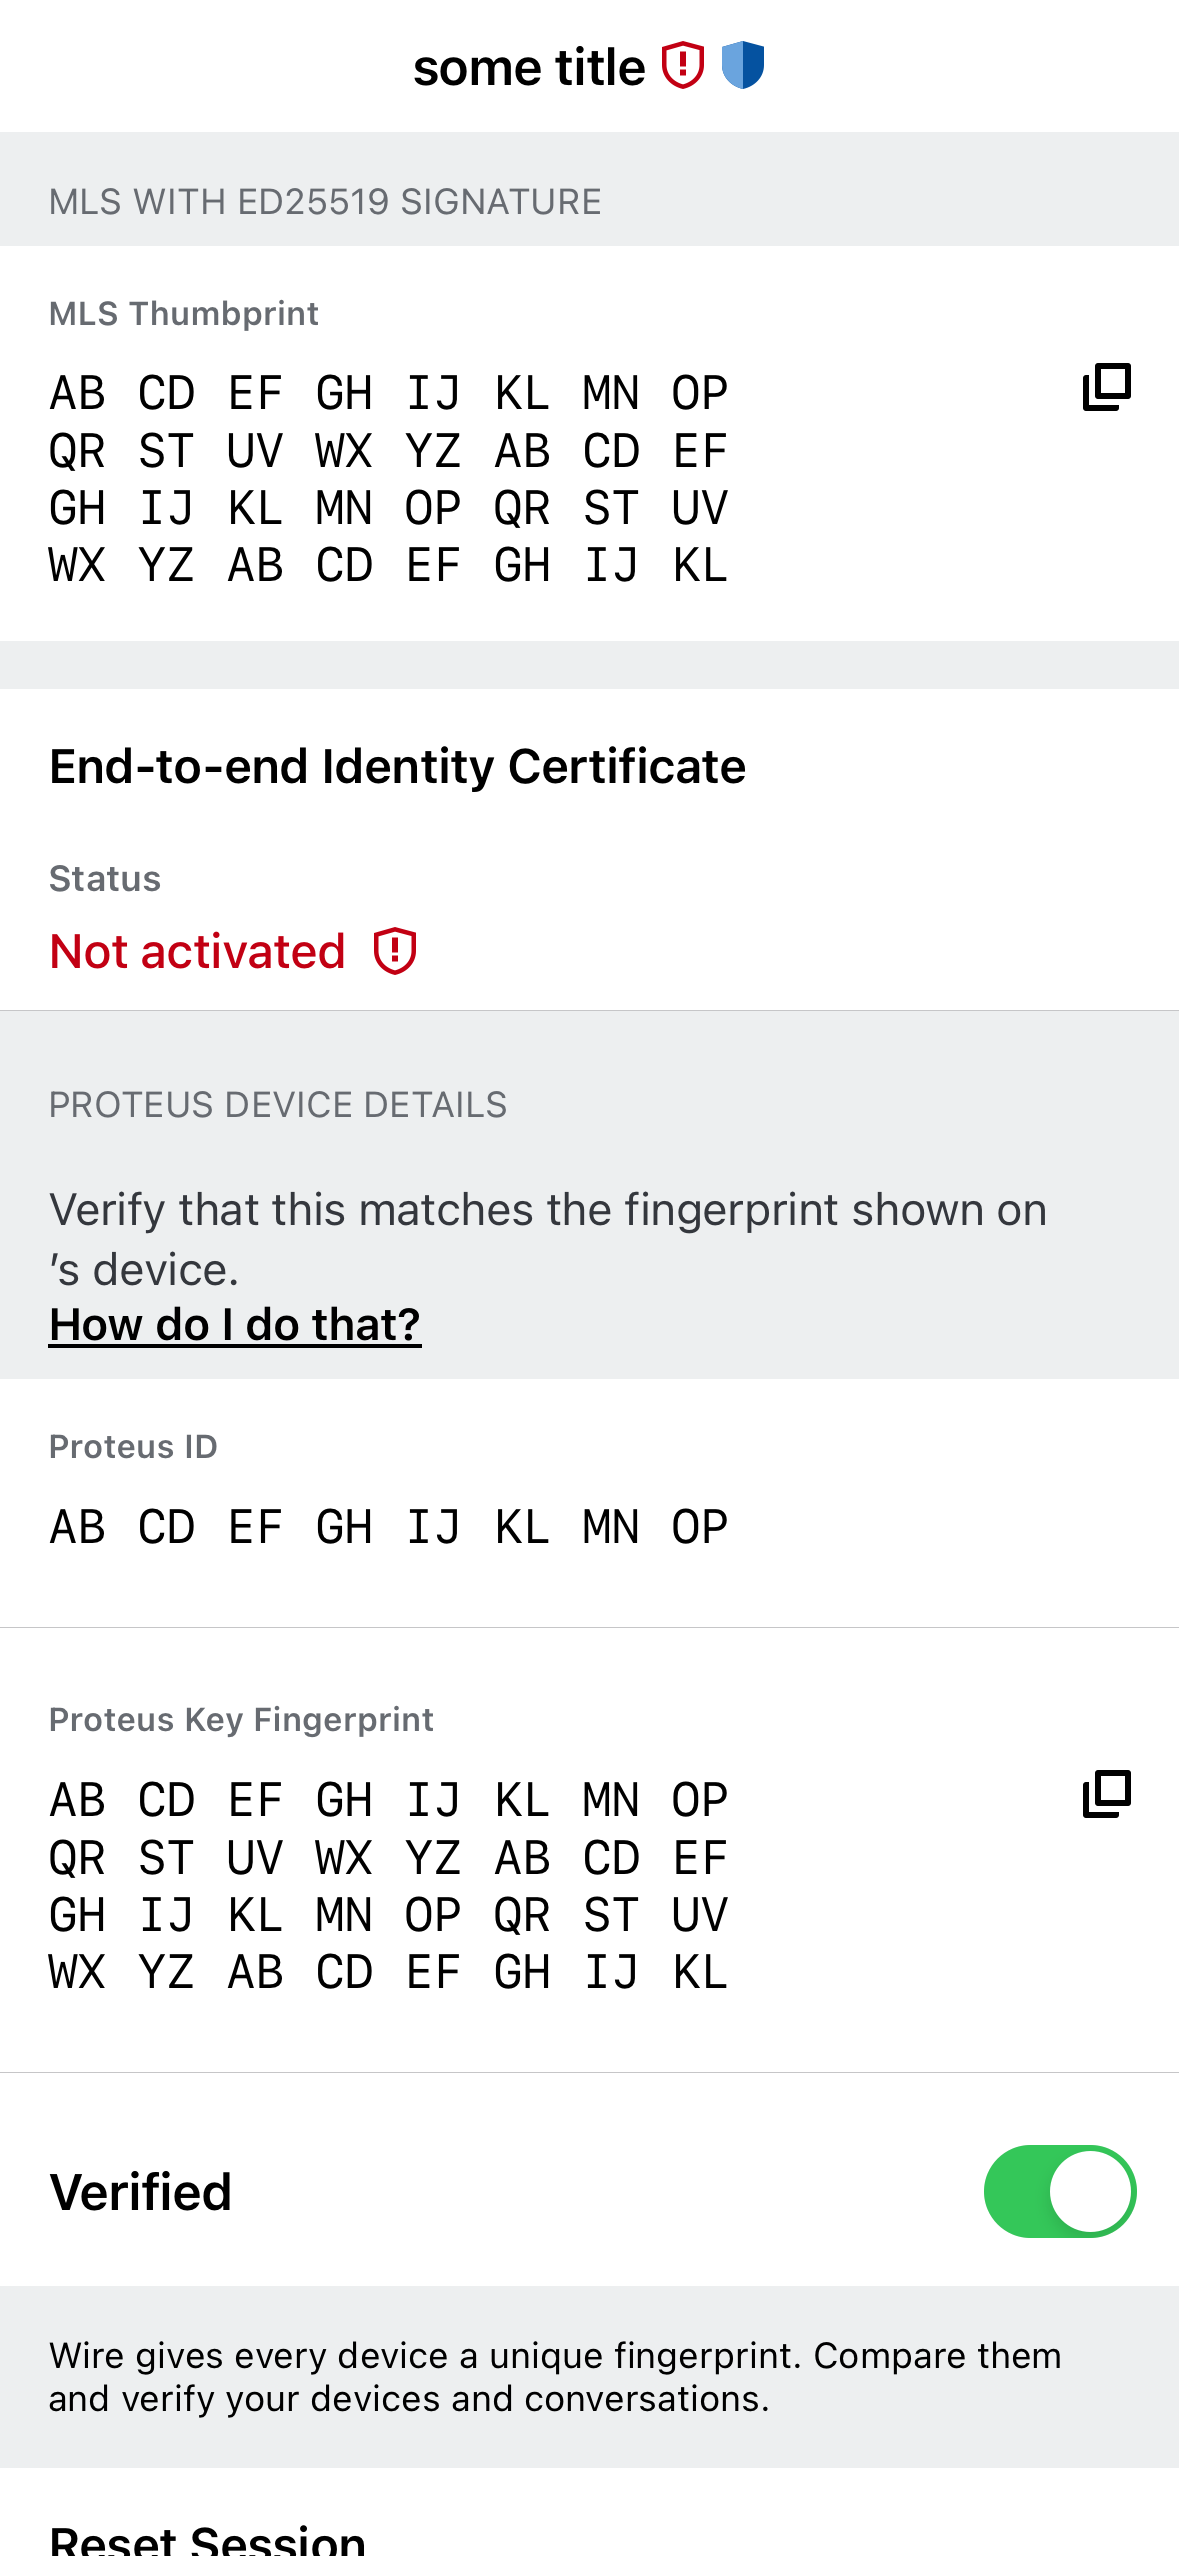 some title
MLS WITH ED25519 SIGNATURE
MLS Thumbprint
AB CD EF GH IJ KL MN OP
QR ST UV WX YZ AB CD EF
GH IJ KL MN OP QR ST UV
WX YZ AB CD EF GH IJ KL
End-to-end Identity Certificate
Status
Not activated
PROTEUS DEVICE DETAILS
Verify that this matches the fingerprint shown on
’s device.
How do I do that?
Proteus ID
AB CD EF GH IJ KL MN OP
Proteus Key Fingerprint
AB CD EF GH IJ KL MN OP
QR ST UV WX YZ AB CD EF
GH IJ KL MN OP QR ST UV
WX YZ AB CD EF GH IJ KL
Verified
Wire gives every device a unique fingerprint. Compare them
and verify your devices and conversations.
Reset Session